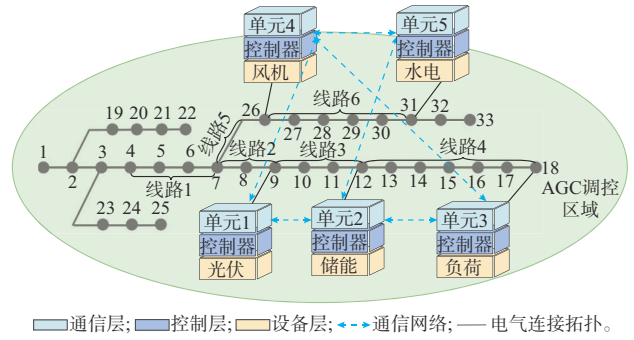 单元4
控制器
风机
单元5
控制器
水电
19 20 21 22
26
线路6
31
27 28 29 30 32 33
线路5
1 2 3 4 5 6 7 8 9 10 11 12 13 14 15 16 17 18
线路2
线路3
线路4
线路1
AGC调控
区域
23 24 25
单元1
控制器
光伏
单元2
控制器
储能
单元3
控制器
负荷
通信层; 控制层; 设备层; 通信网络; 电气连接拓扑。